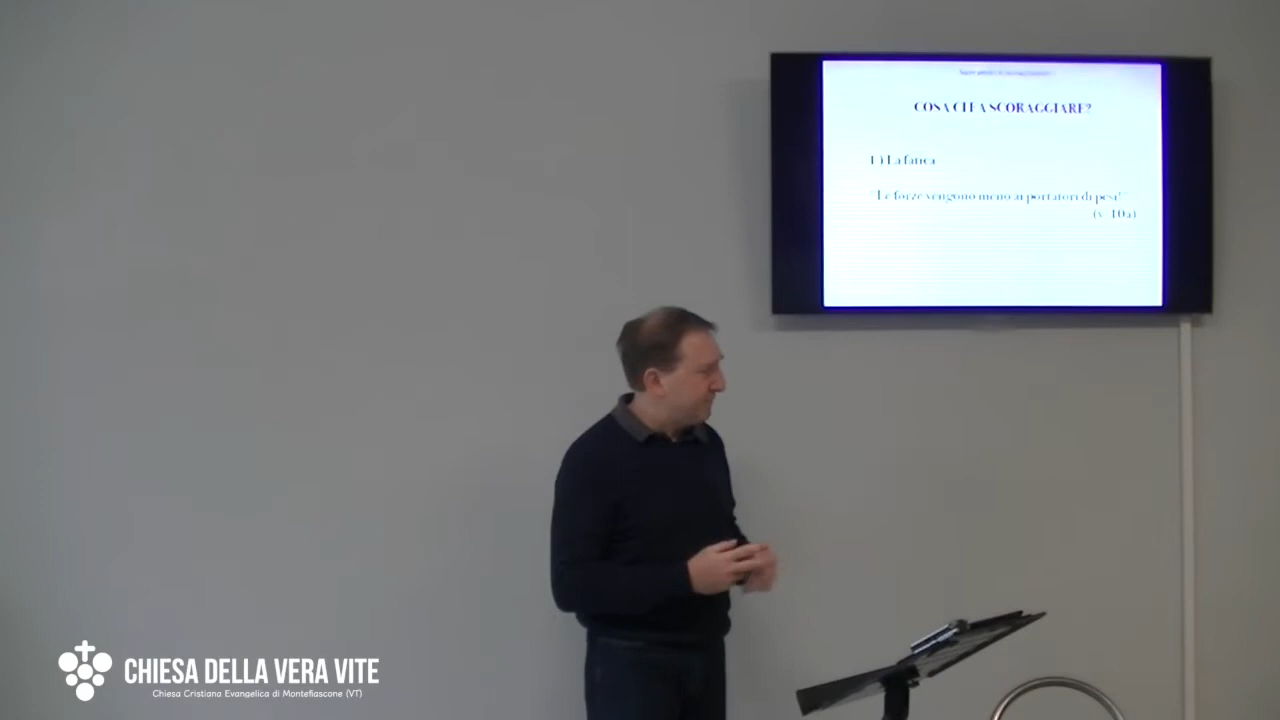 COSA CI FA SCORAGGIARE?
1) La fatica
"Le forze vengono meno ai portatori di pesi!"
(v. 10a)
CHIESA DELLA VERA VITE
Chiesa Cristiana Evangelica di Montefiascone (VT)